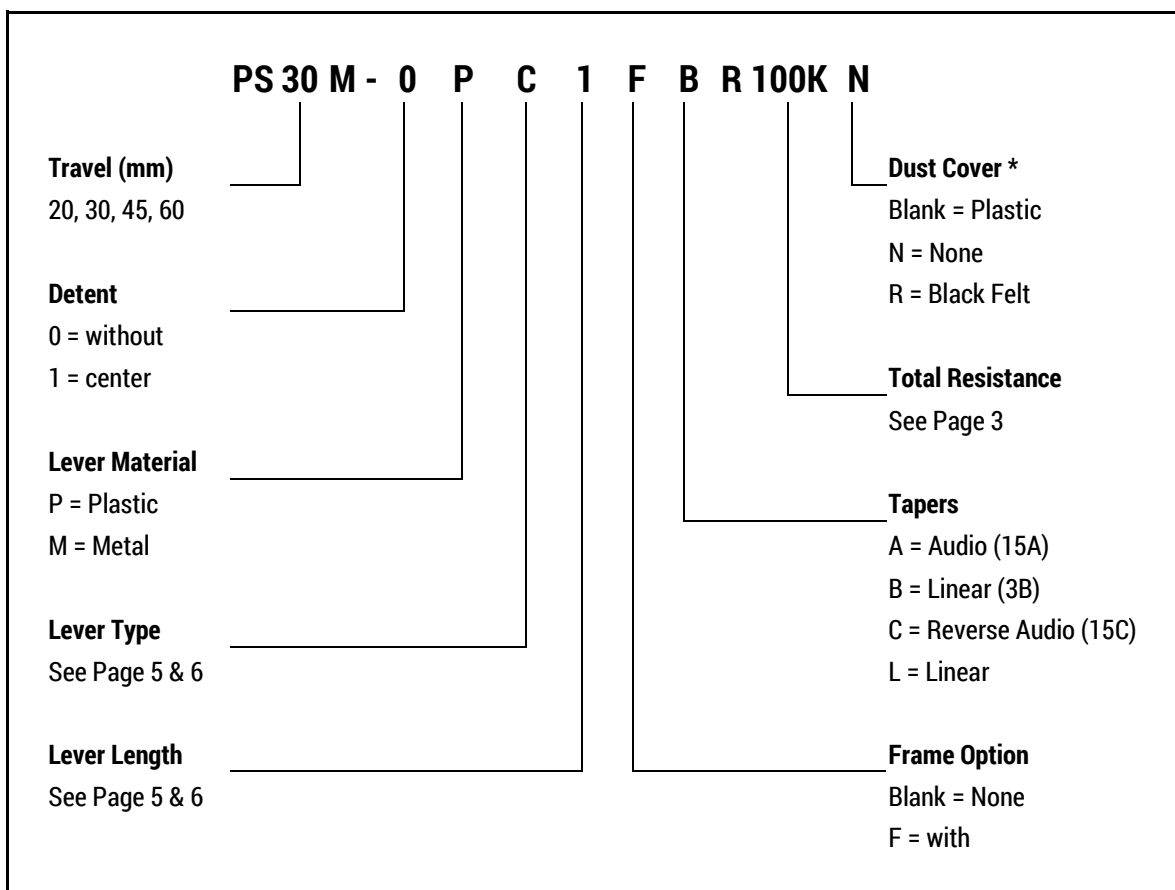 PS 30 M - 0 P C 1 F B R 100K N
Travel (mm)
20, 30, 45, 60
Detent
0 = without
1 = center
Lever Material
P = Plastic
M = Metal
Lever Type
See Page 5 & 6
Lever Length
See Page 5 & 6
Dust Cover *
Blank = Plastic
N = None
R = Black Felt
Total Resistance
See Page 3
Tapers
A = Audio (15A)
B = Linear (3B)
C = Reverse Audio (15C)
L = Linear
Frame Option
Blank = None
F = with